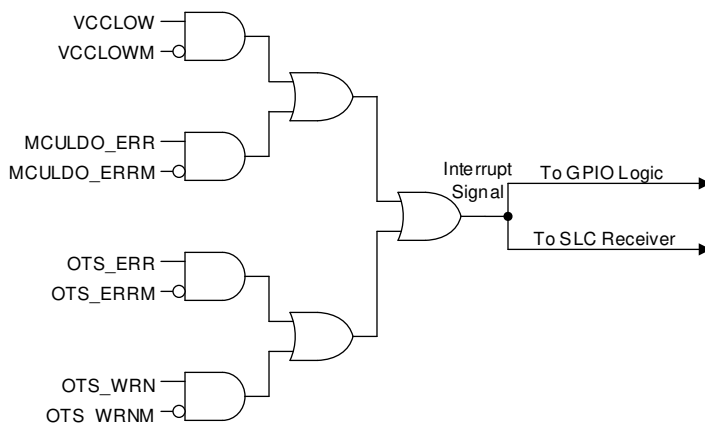 VCCLOW
VCCLOWM
MCULDO_ERR
MCULDO_ERRM
Interrupt
Signal
To GPIO Logic
To SLC Receiver
OTS_ERR
OTS_ERRM
OTS_WRN
OTS_WRNM